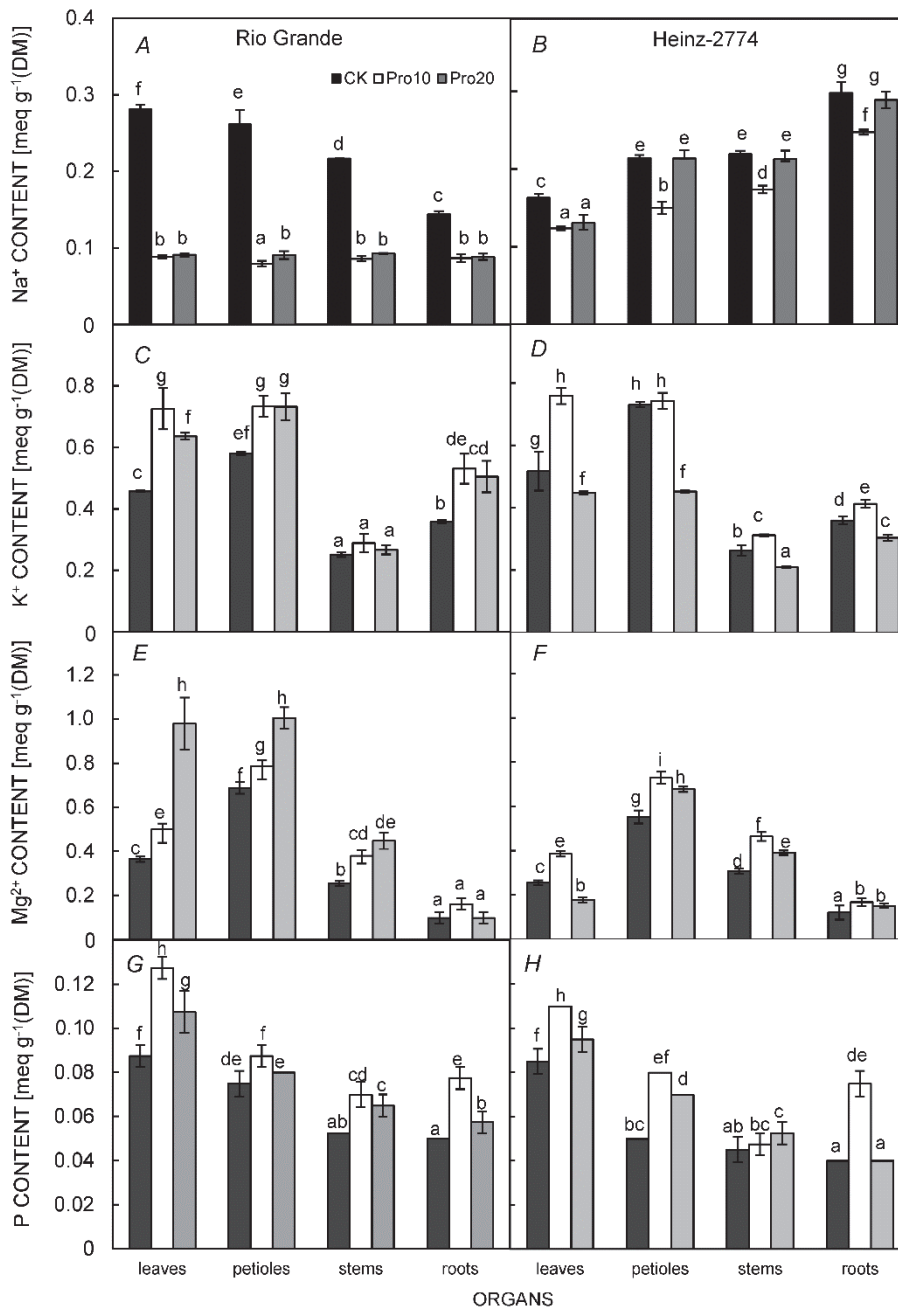 A Rio Grande
B Heinz-2774
CK Pro10 Pro20
Na⁺ CONTENT [meq g⁻¹(DM)]
0.4
0.3
0.2
0.1
0
f b b e a b d b b c b b
c a a e b e e d e g f g
C
D
K⁺ CONTENT [meq g⁻¹(DM)]
0.8
0.6
0.4
0.2
0
c g f ef g g a a a b de cd
g h f h h f b c a d e c
E
F
Mg²⁺ CONTENT [meq g⁻¹(DM)]
1.2
1.0
0.8
0.6
0.4
0.2
0
c e h f g h b cd de a a a
c e b g i h d f e a b b
G
H
P CONTENT [meq g⁻¹(DM)]
0.12
0.10
0.08
0.06
0.04
0.02
0
f h g de f e ab cd c a e b
f h g bc ef d ab bc c a de a
leaves petioles stems roots leaves petioles stems roots
ORGANS